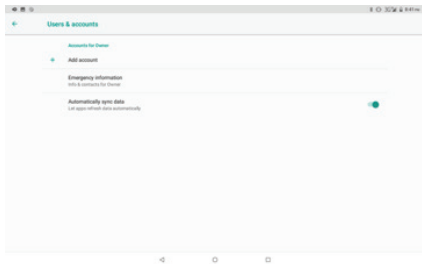 Users & accounts
Accounts for Owner
Add account
Emergency information
Info & contacts for Owner
Automatically sync data
Let apps refresh data automatically